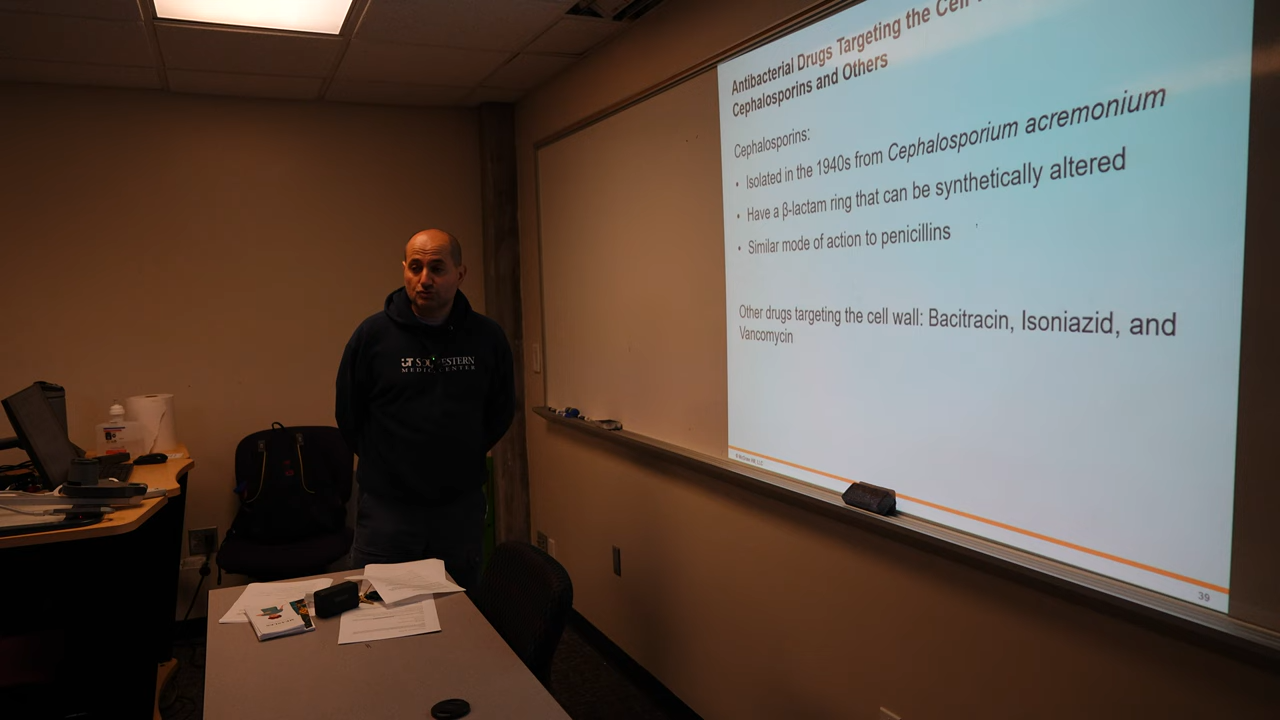 Antibacterial Drugs Targeting the Cell
Cephalosporins and Others
Cephalosporins:
• Isolated in the 1940s from Cephalosporium acremonium
• Have a β-lactam ring that can be synthetically altered
• Similar mode of action to penicillins
Other drugs targeting the cell wall: Bacitracin, Isoniazid, and
Vancomycin
39
UT SOUTHWESTERN
MEDICAL CENTER